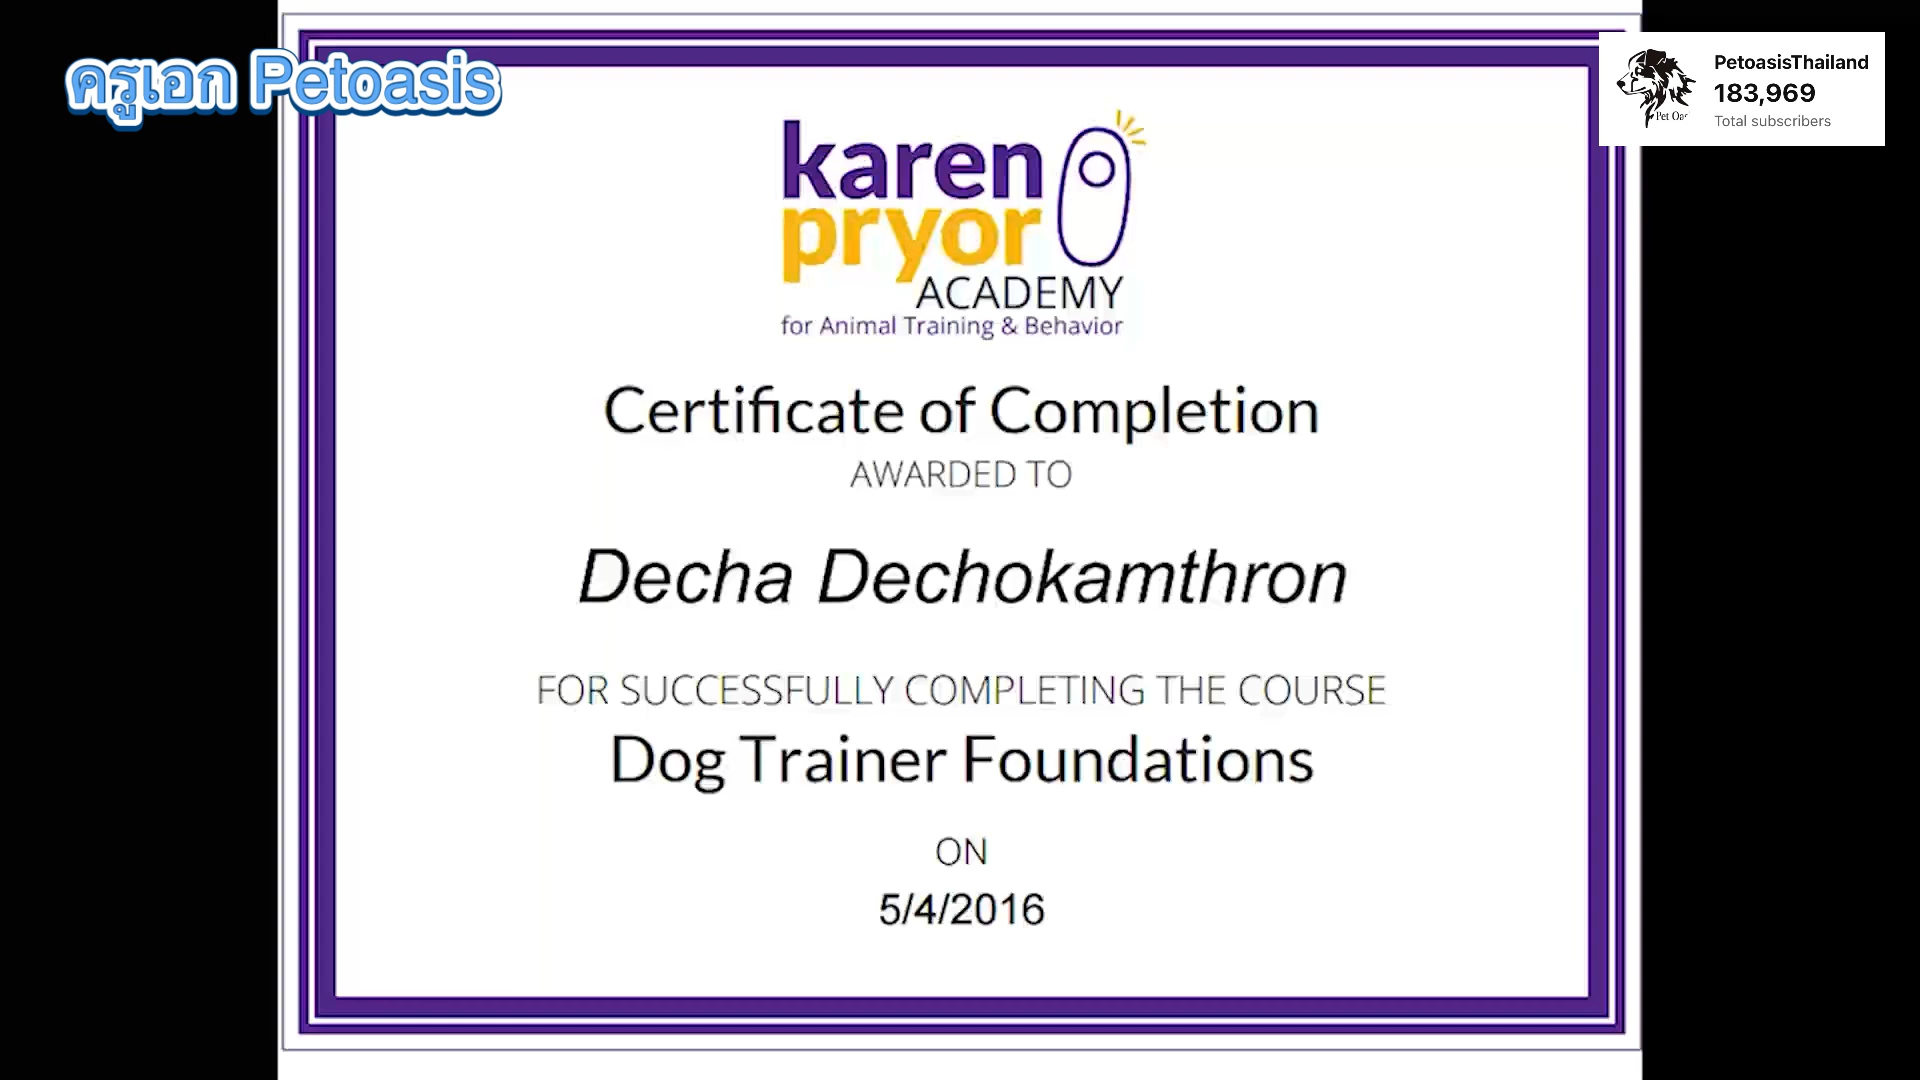 ครูเอก Petoasis
PetoasisThailand
183,969
Total subscribers
karen
pryor
ACADEMY
for Animal Training & Behavior
Certificate of Completion
AWARDED TO
Decha Dechokamthron
FOR SUCCESSFULLY COMPLETING THE COURSE
Dog Trainer Foundations
ON
5/4/2016